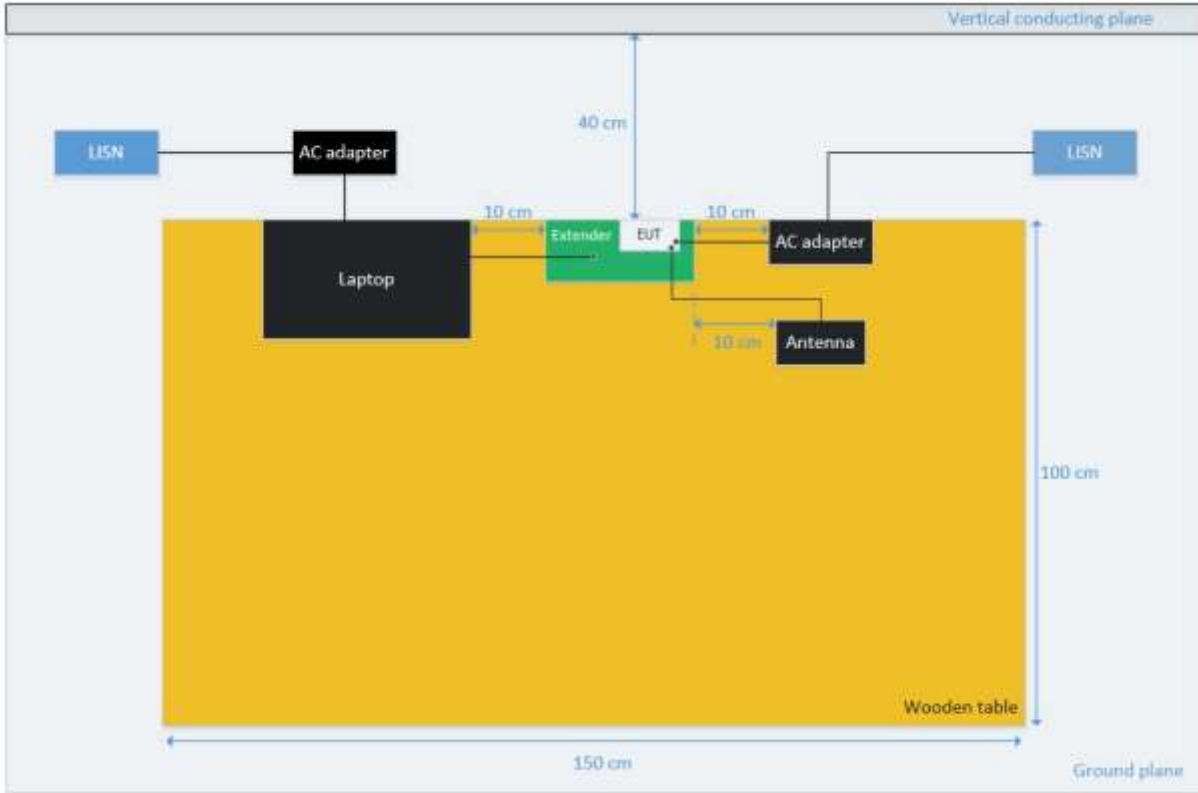 Vertical conducting plane
40 cm
LISN
AC adapter
LISN
10 cm
10 cm
Extender
EUT
AC adapter
Laptop
10 cm
Antenna
100 cm
Wooden table
150 cm
Ground plane